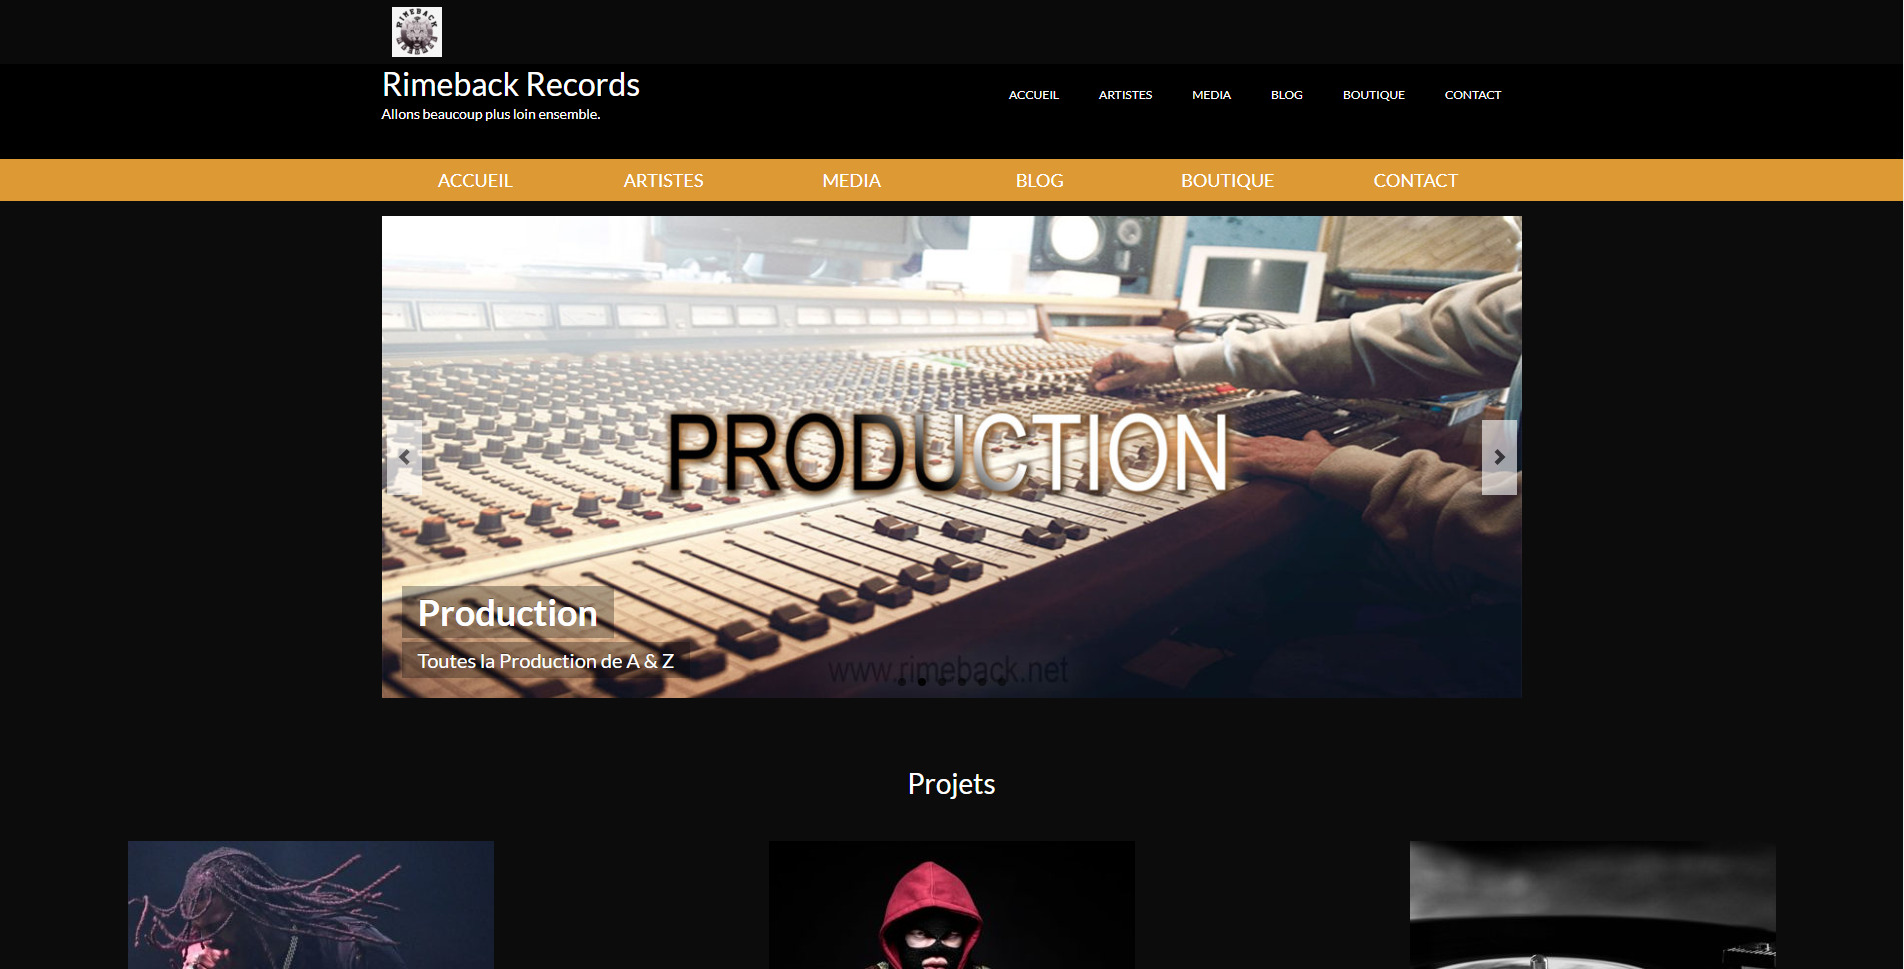 RIMEBACK
Rimeback Records
Allons beaucoup plus loin ensemble.
ACCUEIL ARTISTES MEDIA BLOG BOUTIQUE CONTACT
ACCUEIL ARTISTES MEDIA BLOG BOUTIQUE CONTACT
PRODUCTION
Production
Toutes la Production de A & Z
www.rimeback.net
Projets